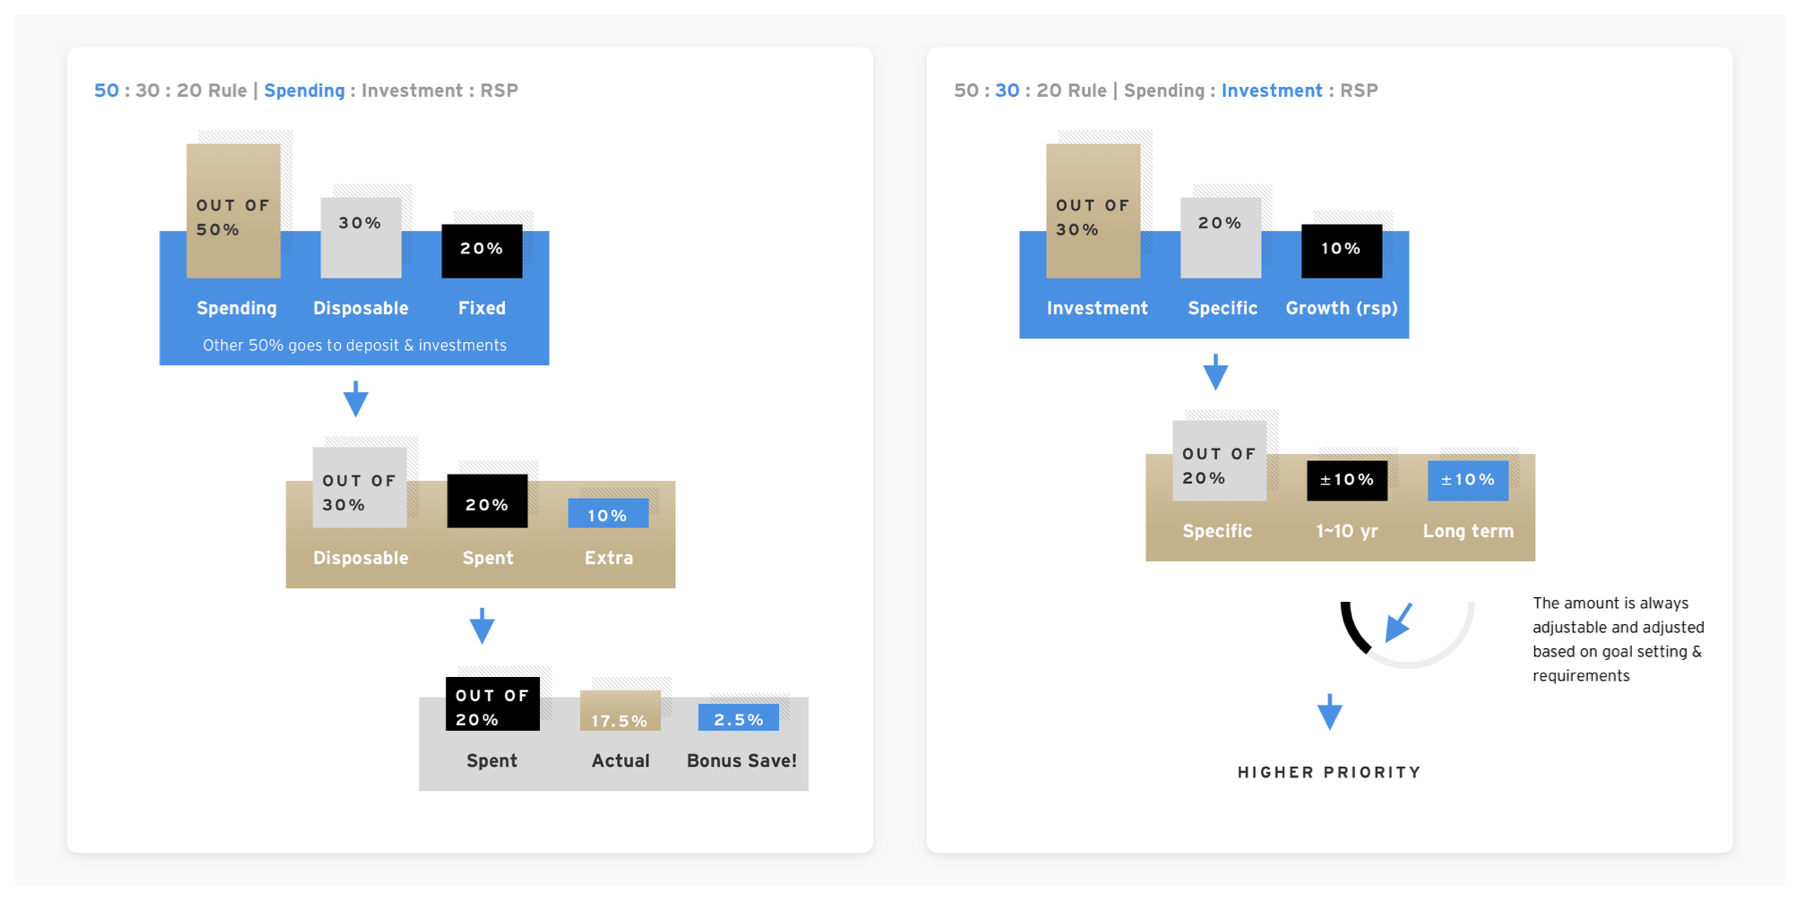 50 : 30 : 20 Rule | Spending : Investment : RSP
OUT OF
50%
30%
20%
Spending
Disposable
Fixed
Other 50% goes to deposit & investments
OUT OF
30%
20%
10%
Disposable
Spent
Extra
OUT OF
20%
17.5%
2.5%
Spent
Actual
Bonus Save!
50 : 30 : 20 Rule | Spending : Investment : RSP
OUT OF
30%
20%
10%
Investment
Specific
Growth (rsp)
OUT OF
20%
±10%
±10%
Specific
1~10 yr
Long term
The amount is always
adjustable and adjusted
based on goal setting &
requirements
HIGHER PRIORITY